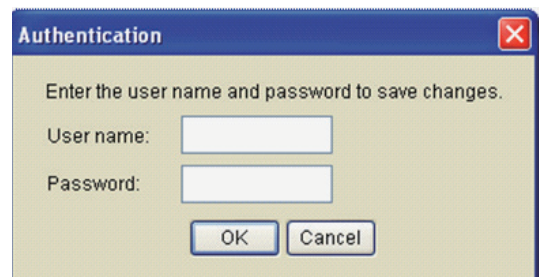 Authentication
Enter the user name and password to save changes.
User name:
Password:
OK Cancel